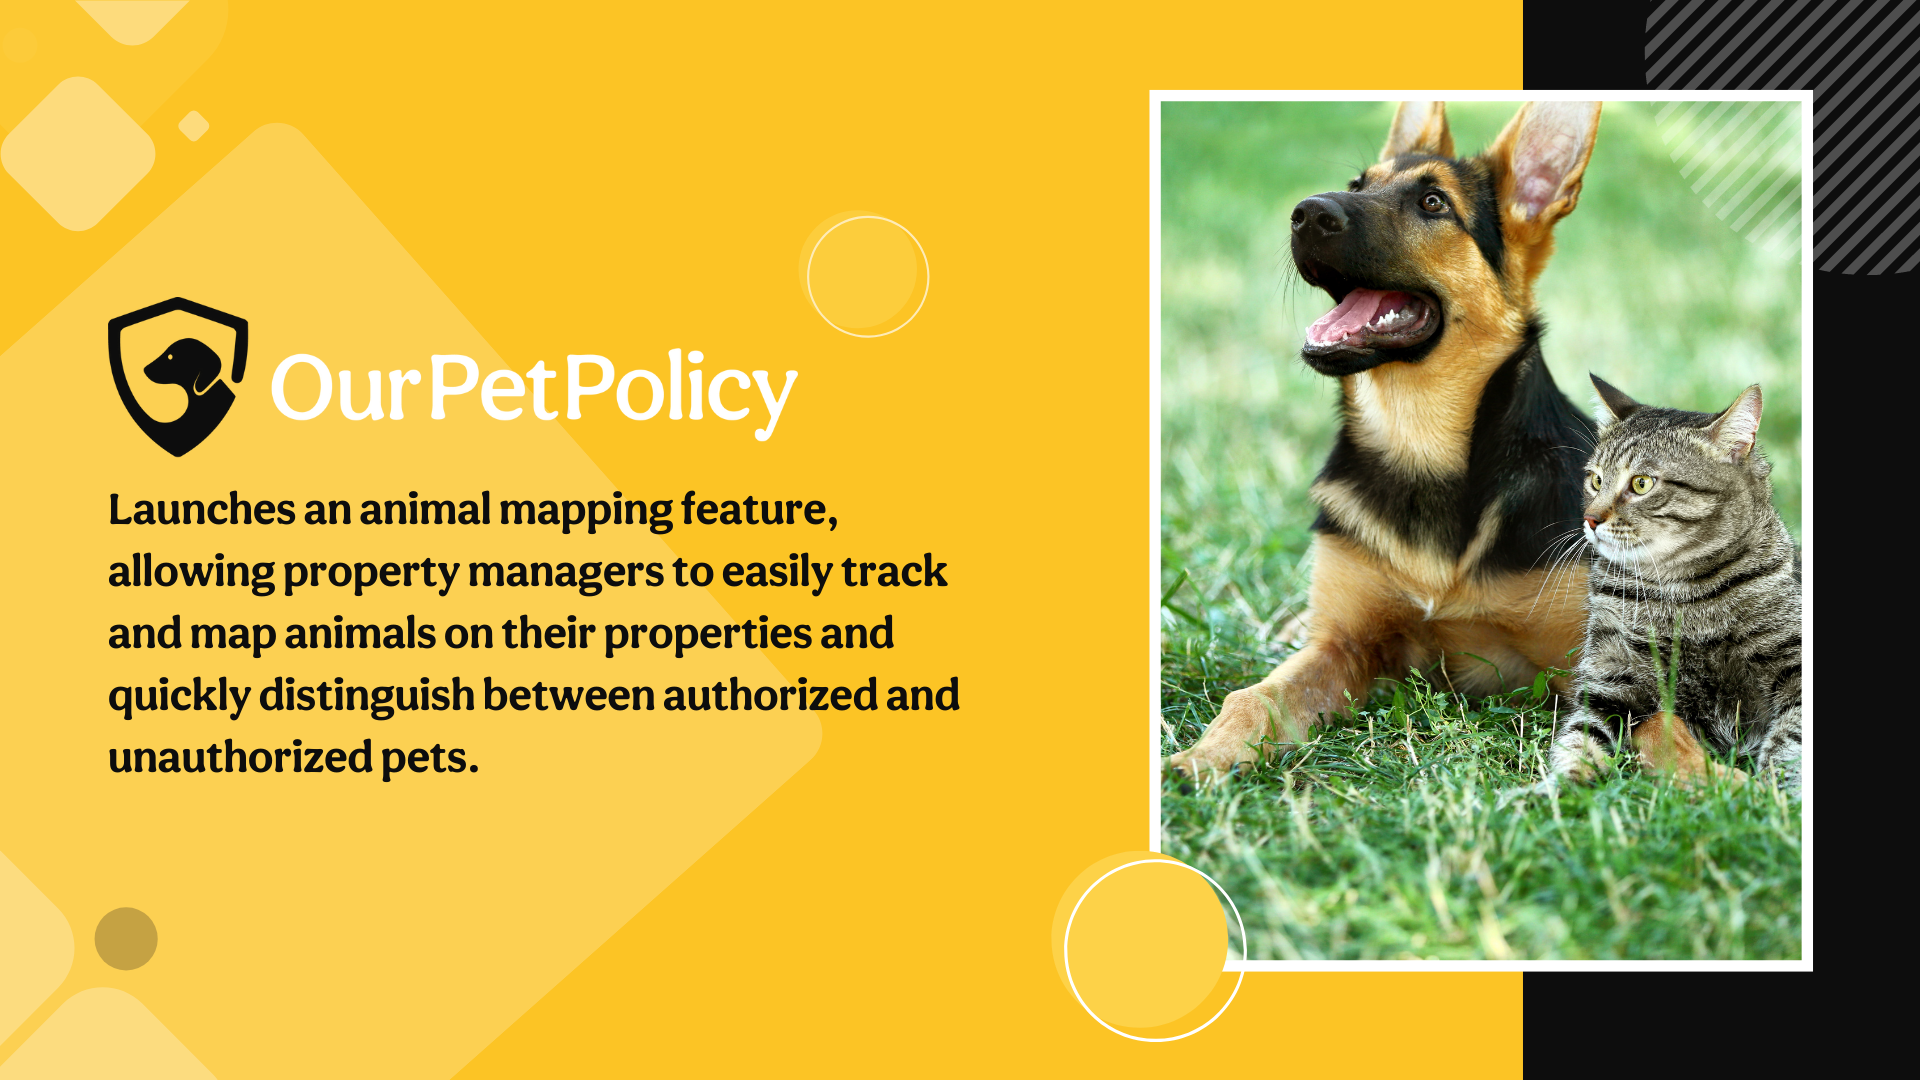 OurPetPolicy
Launches an animal mapping feature,
allowing property managers to easily track
and map animals on their properties and
quickly distinguish between authorized and
unauthorized pets.